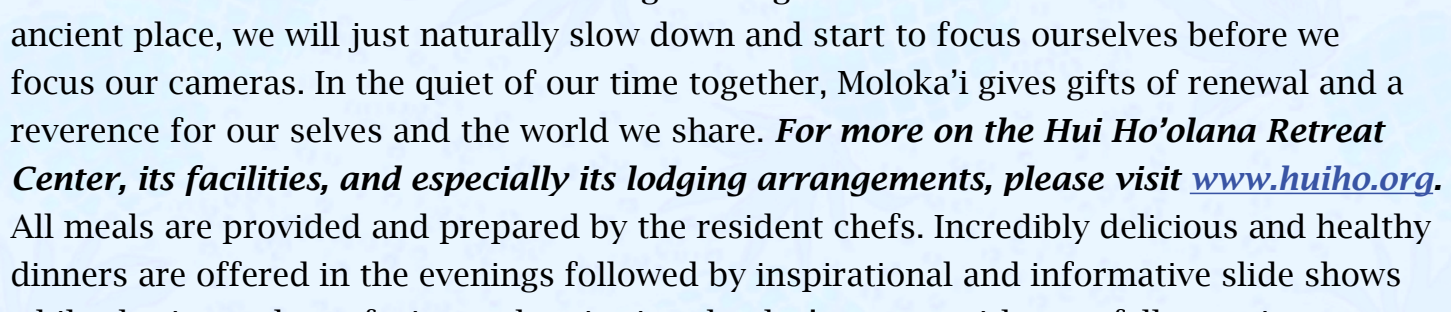 ancient place, we will just naturally slow down and start to focus ourselves before we
focus our cameras. In the quiet of our time together, Moloka’i gives gifts of renewal and a
reverence for our selves and the world we share. For more on the Hui Ho’olana Retreat
Center, its facilities, and especially its lodging arrangements, please visit www.huiho.org.
All meals are provided and prepared by the resident chefs. Incredibly delicious and healthy
dinners are offered in the evenings followed by inspirational and informative slide shows